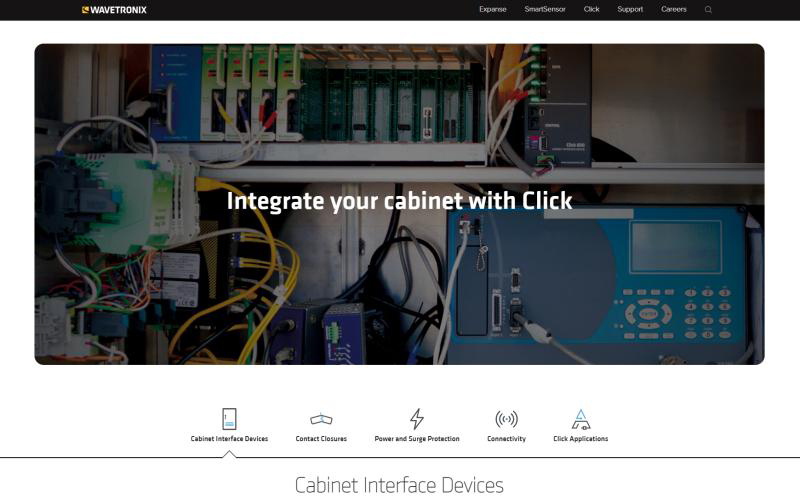 WAVETRONIX
Expanse SmartSensor Click Support Careers
Integrate your cabinet with Click
ENTER
Cabinet Interface Devices Contact Closures Power and Surge Protection Connectivity Click Applications
Cabinet Interface Devices